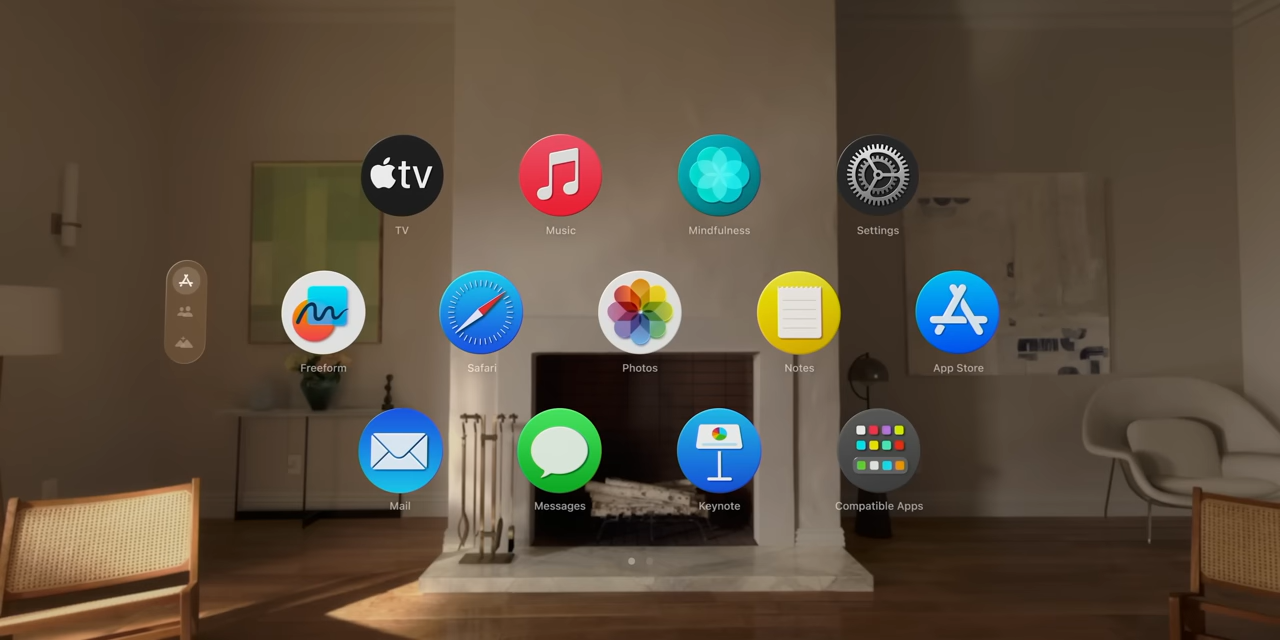 tv
TV
Music
Mindfulness
Settings
Freeform
Safari
Photos
Notes
App Store
Mail
Messages
Keynote
Compatible Apps